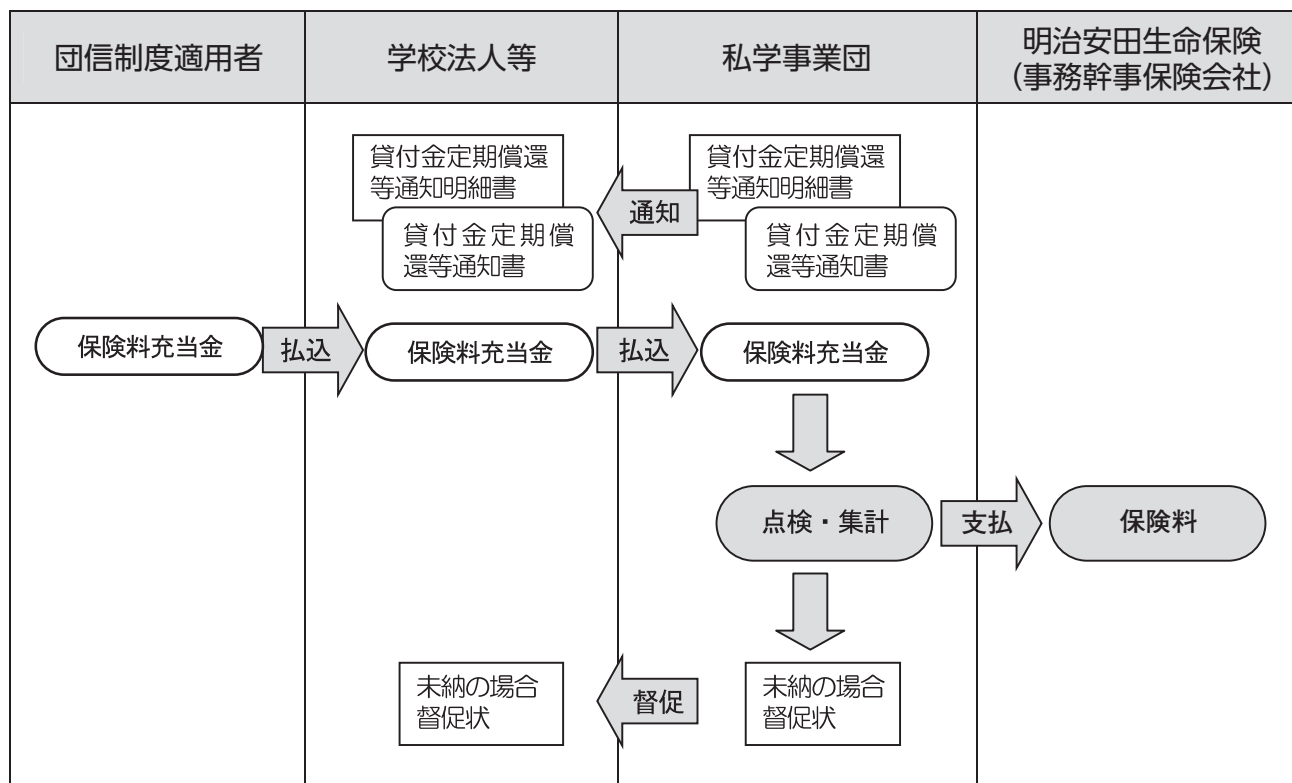 団信制度適用者
学校法人等
私学事業団
明治安田生命保険
(事務幹事保険会社)
貸付金定期償還
等通知明細書
貸付金定期償
還等通知書
通知
貸付金定期償還
等通知明細書
貸付金定期償
還等通知書
保険料充当金
払込
保険料充当金
払込
保険料充当金
点検・集計
支払
保険料
未納の場合
督促状
督促
未納の場合
督促状